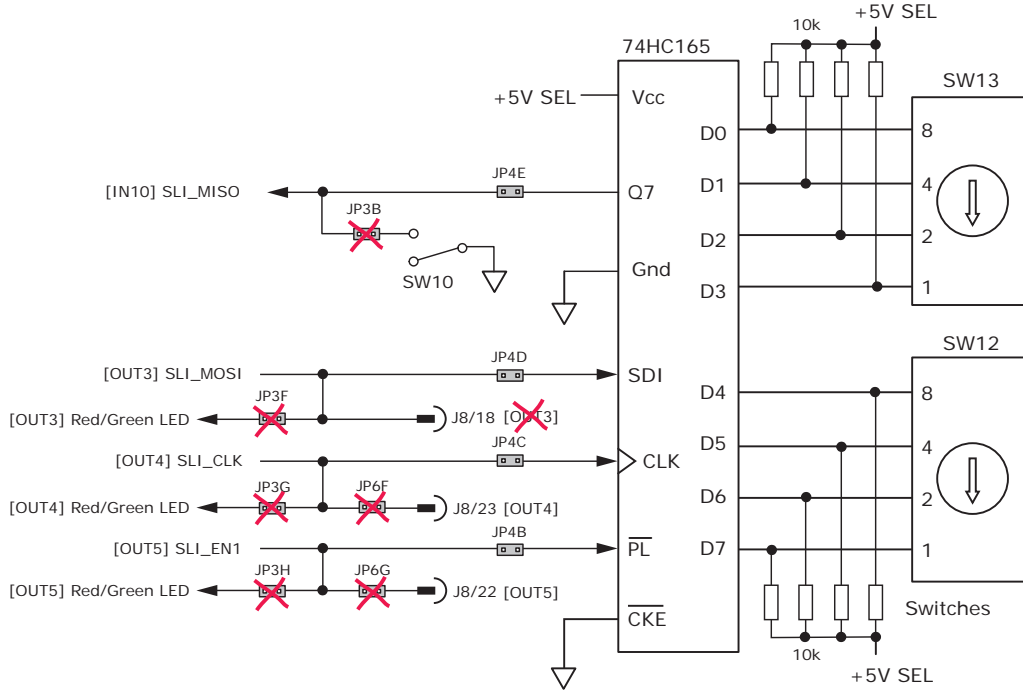 +5V SEL
10k
74HC165
SW13
+5V SEL
Vcc
D0
8
JP4E
[IN10] SLI_MISO
Q7
D1
4
JP3B
D2
2
SW10
Gnd
D3
1
SW12
JP4D
[OUT3] SLI_MOSI
SDI
D4
8
JP3F
[OUT3] Red/Green LED
J8/18 [OUT3]
JP4C
D5
4
[OUT4] SLI_CLK
CLK
JP3G
JP6F
D6
2
[OUT4] Red/Green LED
J8/23 [OUT4]
JP4B
[OUT5] SLI_EN1
PL
D7
1
JP3H
JP6G
[OUT5] Red/Green LED
J8/22 [OUT5]
CKE
Switches
10k
+5V SEL